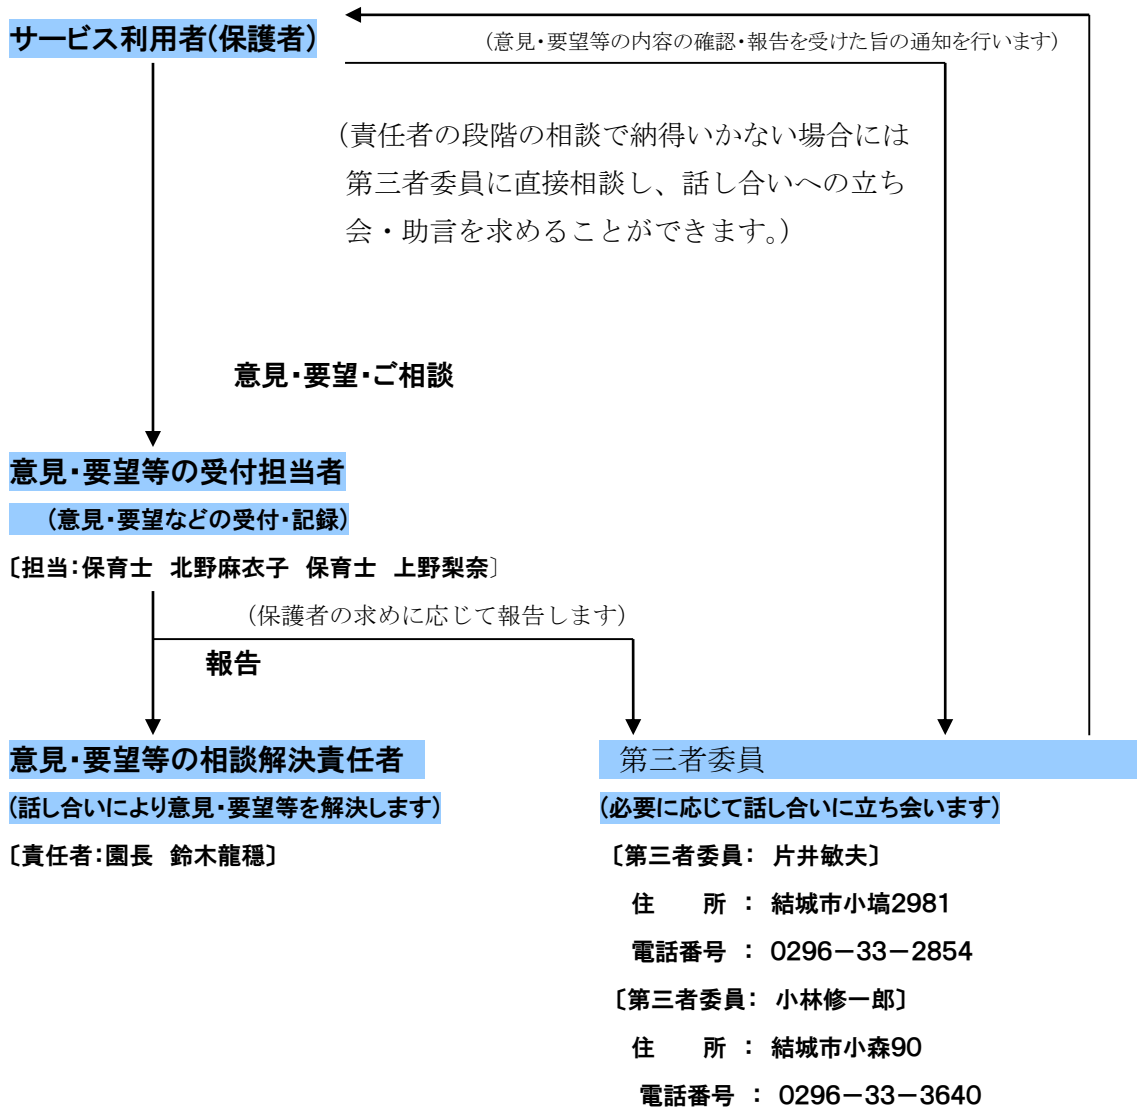 サービス利用者(保護者)
(意見・要望等の内容の確認・報告を受けた旨の通知を行います)
(責任者の段階の相談で納得いかない場合には
第三者委員に直接相談し、話し合いへの立ち
会・助言を求めることができます。)
意見・要望・ご相談
意見・要望等の受付担当者
(意見・要望などの受付・記録)
〔担当:保育士 北野麻衣子 保育士 上野梨奈〕
(保護者の求めに応じて報告します)
報告
意見・要望等の相談解決責任者
(話し合いにより意見・要望等を解決します)
〔責任者:園長 鈴木龍穏〕
第三者委員
(必要に応じて話し合いに立ち会います)
〔第三者委員: 片井敏夫〕
住 所 : 結城市小塙2981
電話番号 : 0296-33-2854
〔第三者委員: 小林修一郎〕
住 所 : 結城市小森90
電話番号 : 0296-33-3640